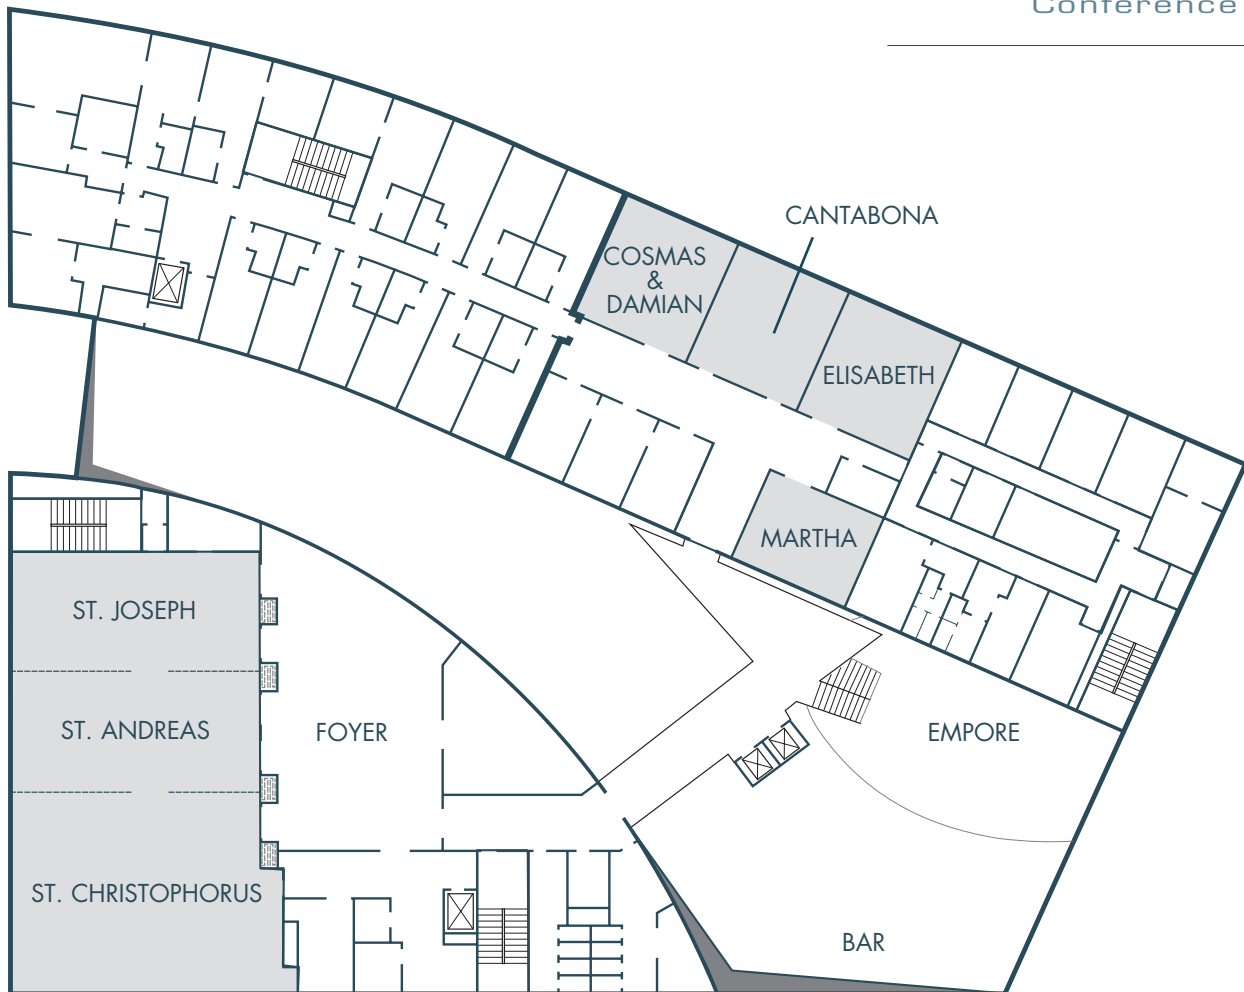 Conference
CANTABONA
COSMAS
&
DAMIAN
ELISABETH
MARTHA
ST. JOSEPH
ST. ANDREAS
FOYER
EMPORE
ST. CHRISTOPHORUS
BAR